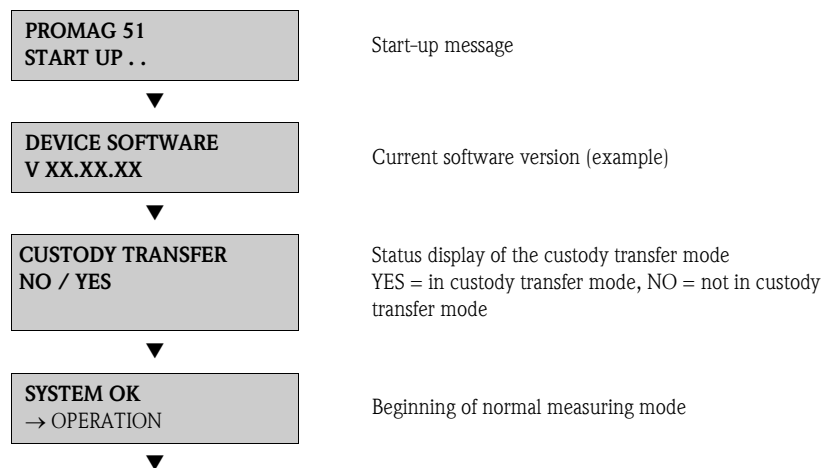 PROMAG 51
START UP . .
Start-up message
▼
DEVICE SOFTWARE
V XX.XX.XX
Current software version (example)
▼
CUSTODY TRANSFER
NO / YES
Status display of the custody transfer mode
YES = in custody transfer mode, NO = not in custody
transfer mode
▼
SYSTEM OK
→ OPERATION
Beginning of normal measuring mode
▼